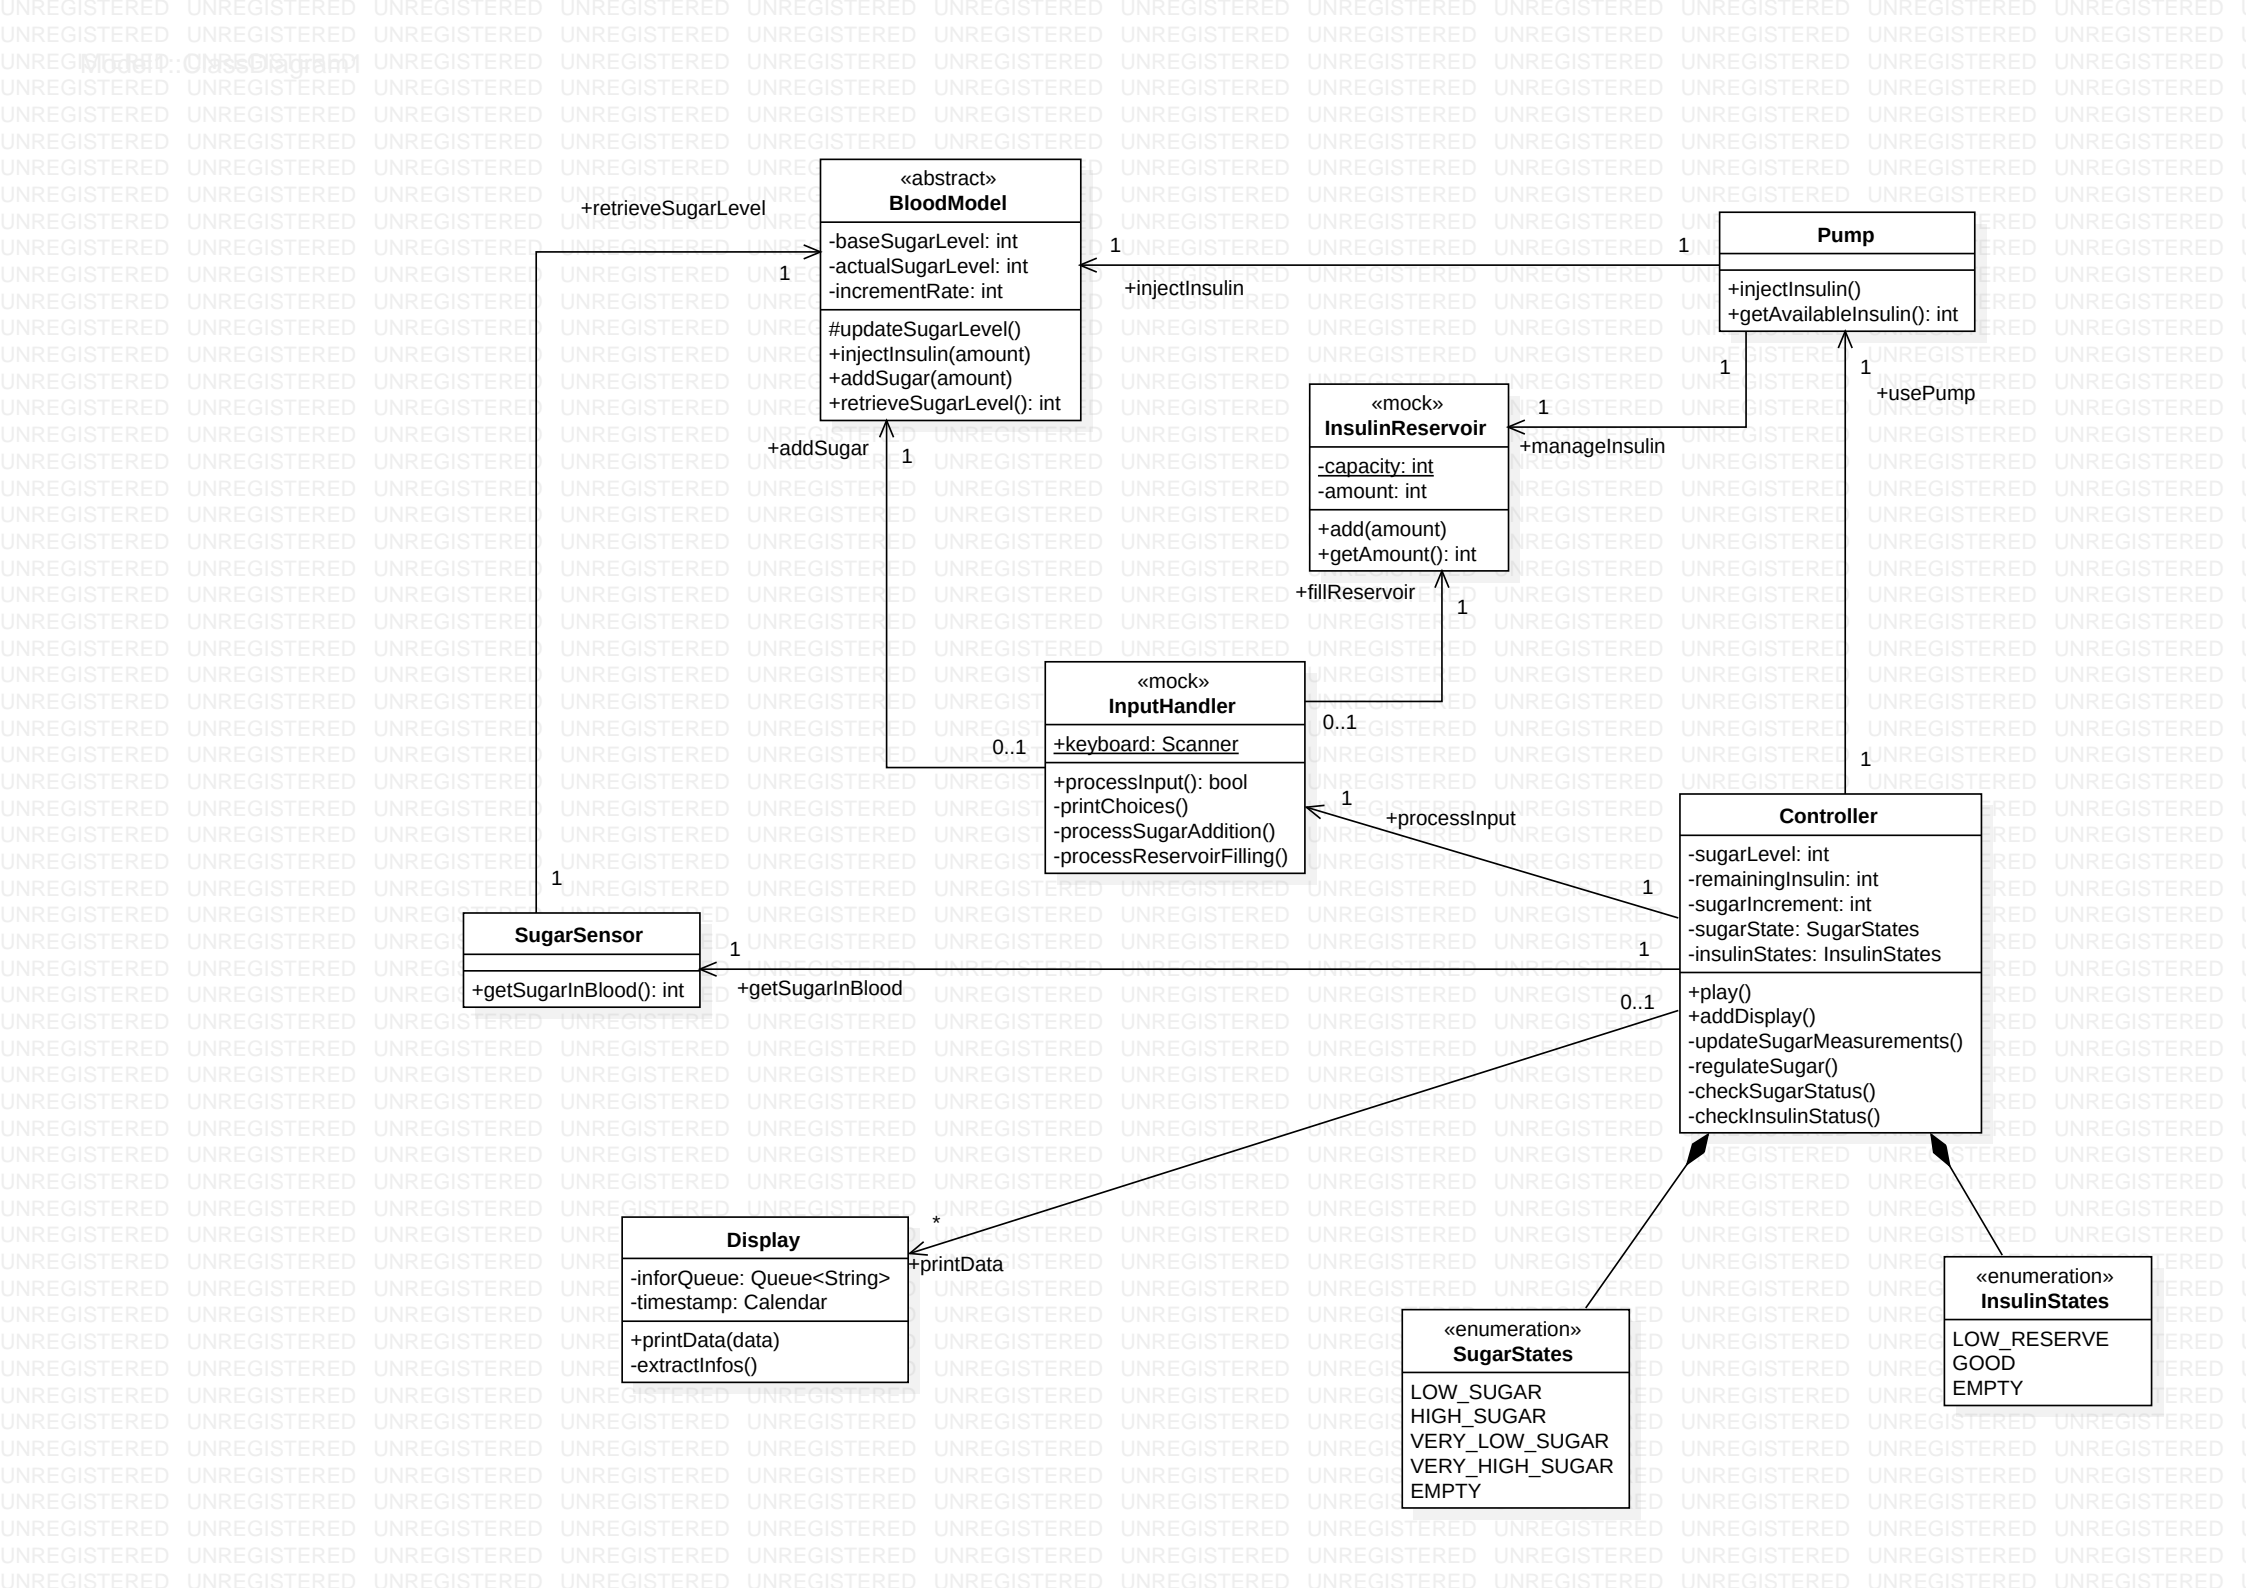 Model1::ClassDiagram1
«abstract»
BloodModel
-baseSugarLevel: int
-actualSugarLevel: int
-incrementRate: int
#updateSugarLevel()
+injectInsulin(amount)
+addSugar(amount)
+retrieveSugarLevel(): int
+retrieveSugarLevel
1
1
+injectInsulin
1
Pump
+injectInsulin()
+getAvailableInsulin(): int
1
1
+usePump
«mock»
InsulinReservoir
-capacity: int
-amount: int
+add(amount)
+getAmount(): int
1
+manageInsulin
+addSugar
1
+fillReservoir
1
«mock»
InputHandler
+keyboard: Scanner
+processInput(): bool
-printChoices()
-processSugarAddition()
-processReservoirFilling()
0..1
0..1
1
+processInput
1
1
Controller
-sugarLevel: int
-remainingInsulin: int
-sugarIncrement: int
-sugarState: SugarStates
-insulinStates: InsulinStates
+play()
+addDisplay()
-updateSugarMeasurements()
-regulateSugar()
-checkSugarStatus()
-checkInsulinStatus()
1
SugarSensor
+getSugarInBlood(): int
1
+getSugarInBlood
1
0..1
*
+printData
Display
-inforQueue: Queue<String>
-timestamp: Calendar
+printData(data)
-extractInfos()
«enumeration»
SugarStates
LOW_SUGAR
HIGH_SUGAR
VERY_LOW_SUGAR
VERY_HIGH_SUGAR
EMPTY
«enumeration»
InsulinStates
LOW_RESERVE
GOOD
EMPTY
UNREGISTERED